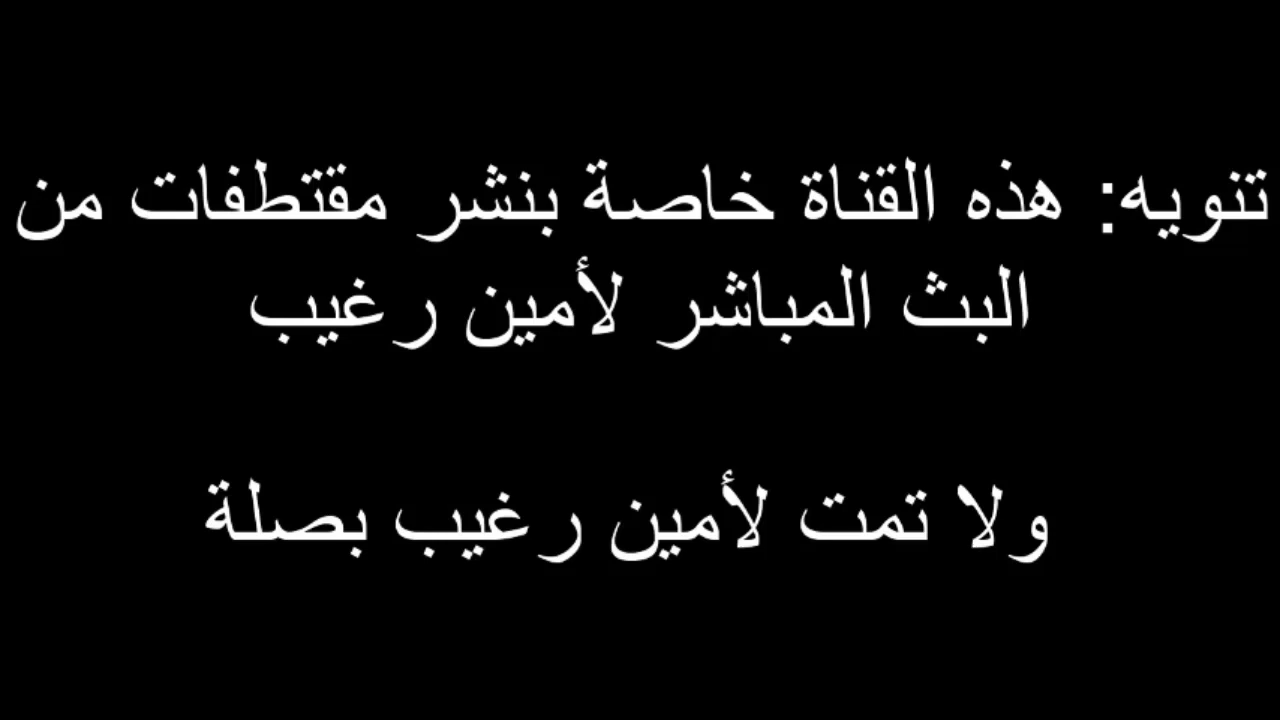 تنويه: هذه القناة خاصة بنشر مقتطفات من
البث المباشر لأمين رغيب
ولا تمت لأمين رغيب بصلة